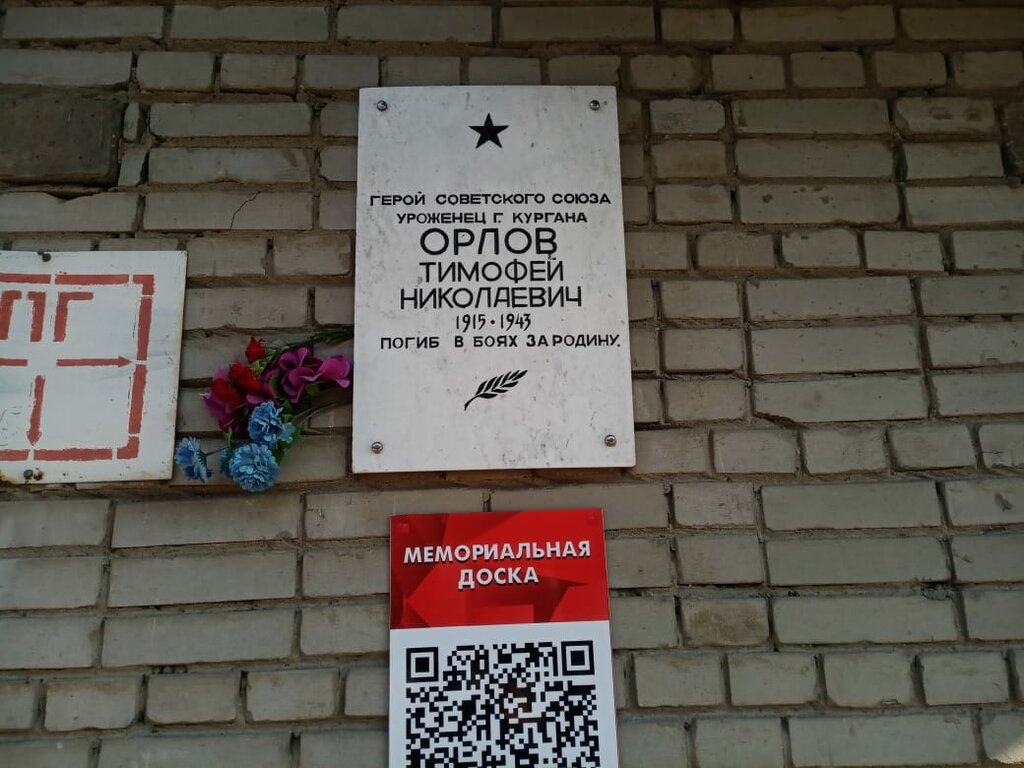 ГЕРОЙ СОВЕТСКОГО СОЮЗА
УРОЖЕНЕЦ Г. КУРГАНА
ОРЛОВ
ТИМОФЕЙ
НИКОЛАЕВИЧ
1915 • 1943
ПОГИБ В БОЯХ ЗА РОДИНУ.
ПГ
МЕМОРИАЛЬНАЯ
ДОСКА